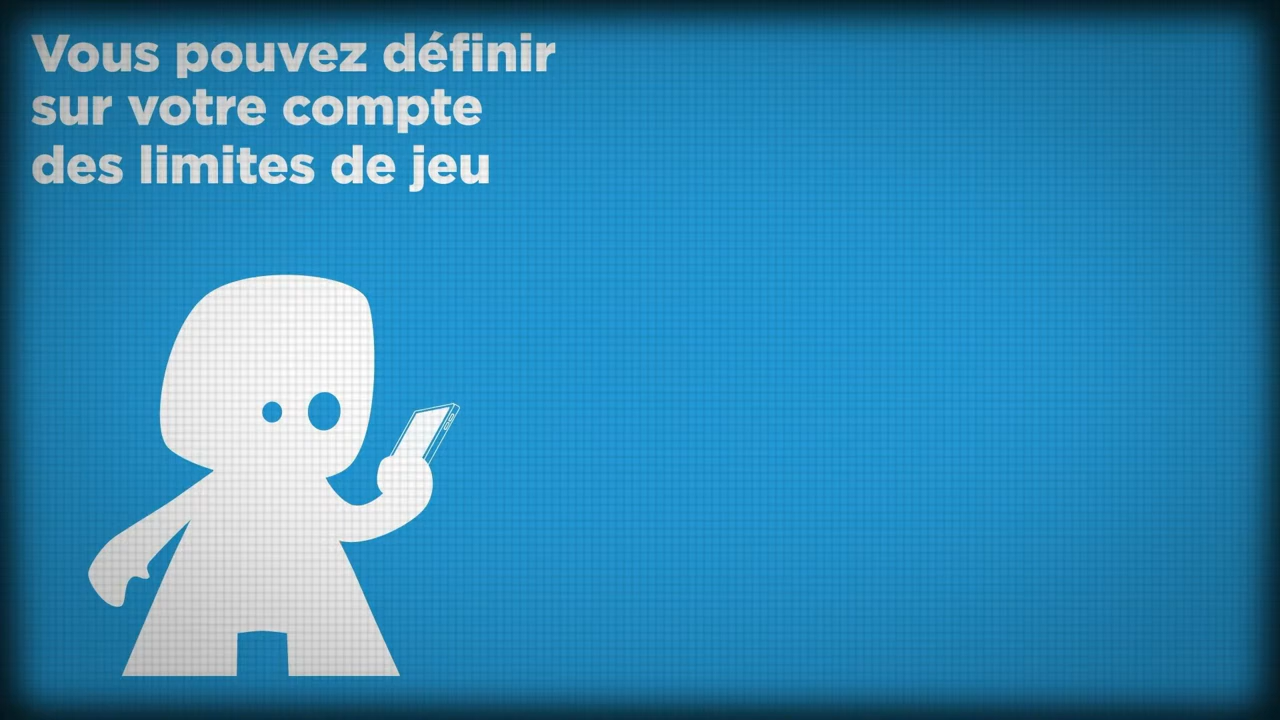 Vous pouvez définir
sur votre compte
des limites de jeu